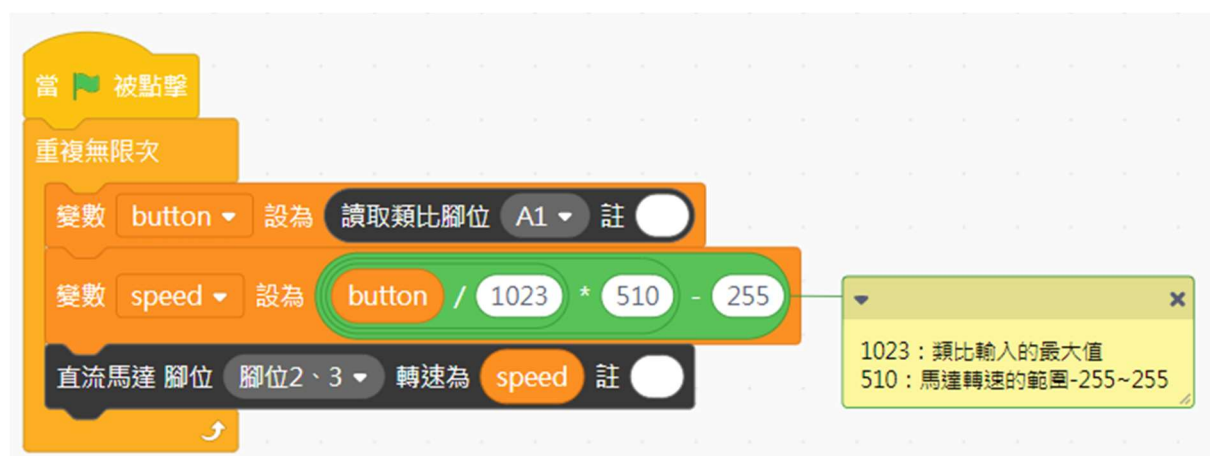 當 被點擊
重複無限次
變數 button 設為 讀取類比腳位 A1 註
變數 speed 設為 button / 1023 * 510 - 255
1023：類比輸入的最大值
510：馬達轉速的範圍-255~255
直流馬達 腳位 腳位2、3 轉速為 speed 註